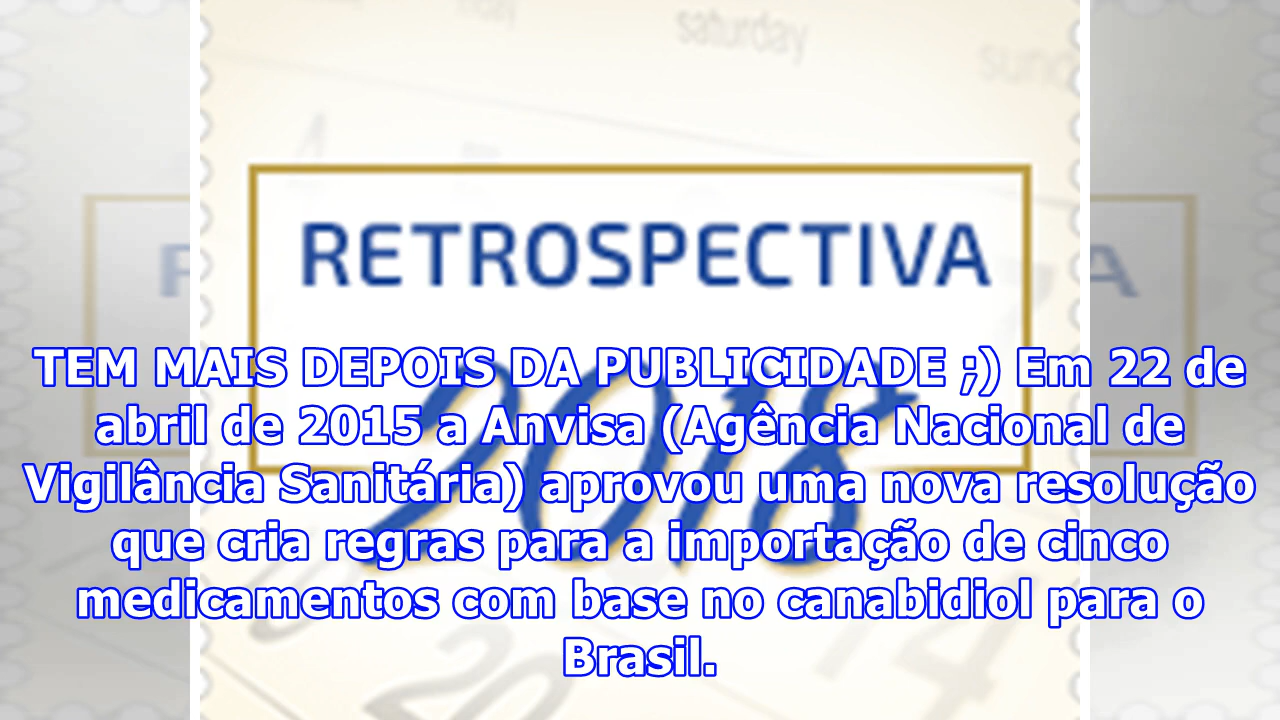 saturday
RETROSPECTIVA
2018
TEM MAIS DEPOIS DA PUBLICIDADE ;) Em 22 de
abril de 2015 a Anvisa (Agência Nacional de
Vigilância Sanitária) aprovou uma nova resolução
que cria regras para a importação de cinco
medicamentos com base no canabidiol para o
Brasil.